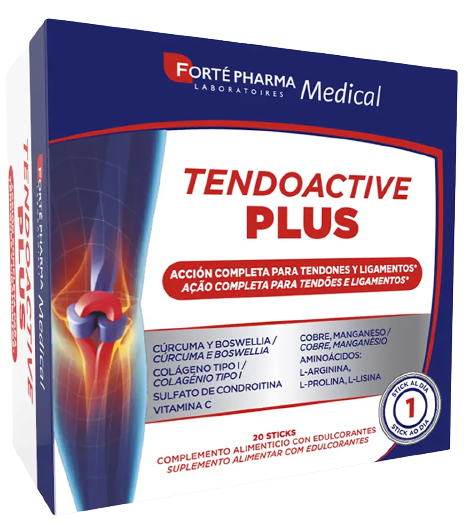 FORTÉ PHARMA
LABORATOIRES
Medical
TENDOACTIVE
PLUS
ACCIÓN COMPLETA PARA TENDONES Y LIGAMENTOS*
AÇÃO COMPLETA PARA TENDÕES E LIGAMENTOS*
CÚRCUMA Y BOSWELLIA /
CÚRCUMA E BOSWELLIA
COLÁGENO TIPO I /
COLAGÉNIO TIPO I
SULFATO DE CONDROITINA
VITAMINA C
COBRE, MANGANESO /
COBRE, MANGANÉSIO
AMINOÁCIDOS:
L-ARGININA,
L-PROLINA, L-LISINA
STICK AL DÍA
1
STICK AO DIA
20 STICKS
COMPLEMENTO ALIMENTICIO CON EDULCORANTES
SUPLEMENTO ALIMENTAR COM EDULCORANTES
TENDOACTIVE
PLUS
FORTÉ PHARMA Medical